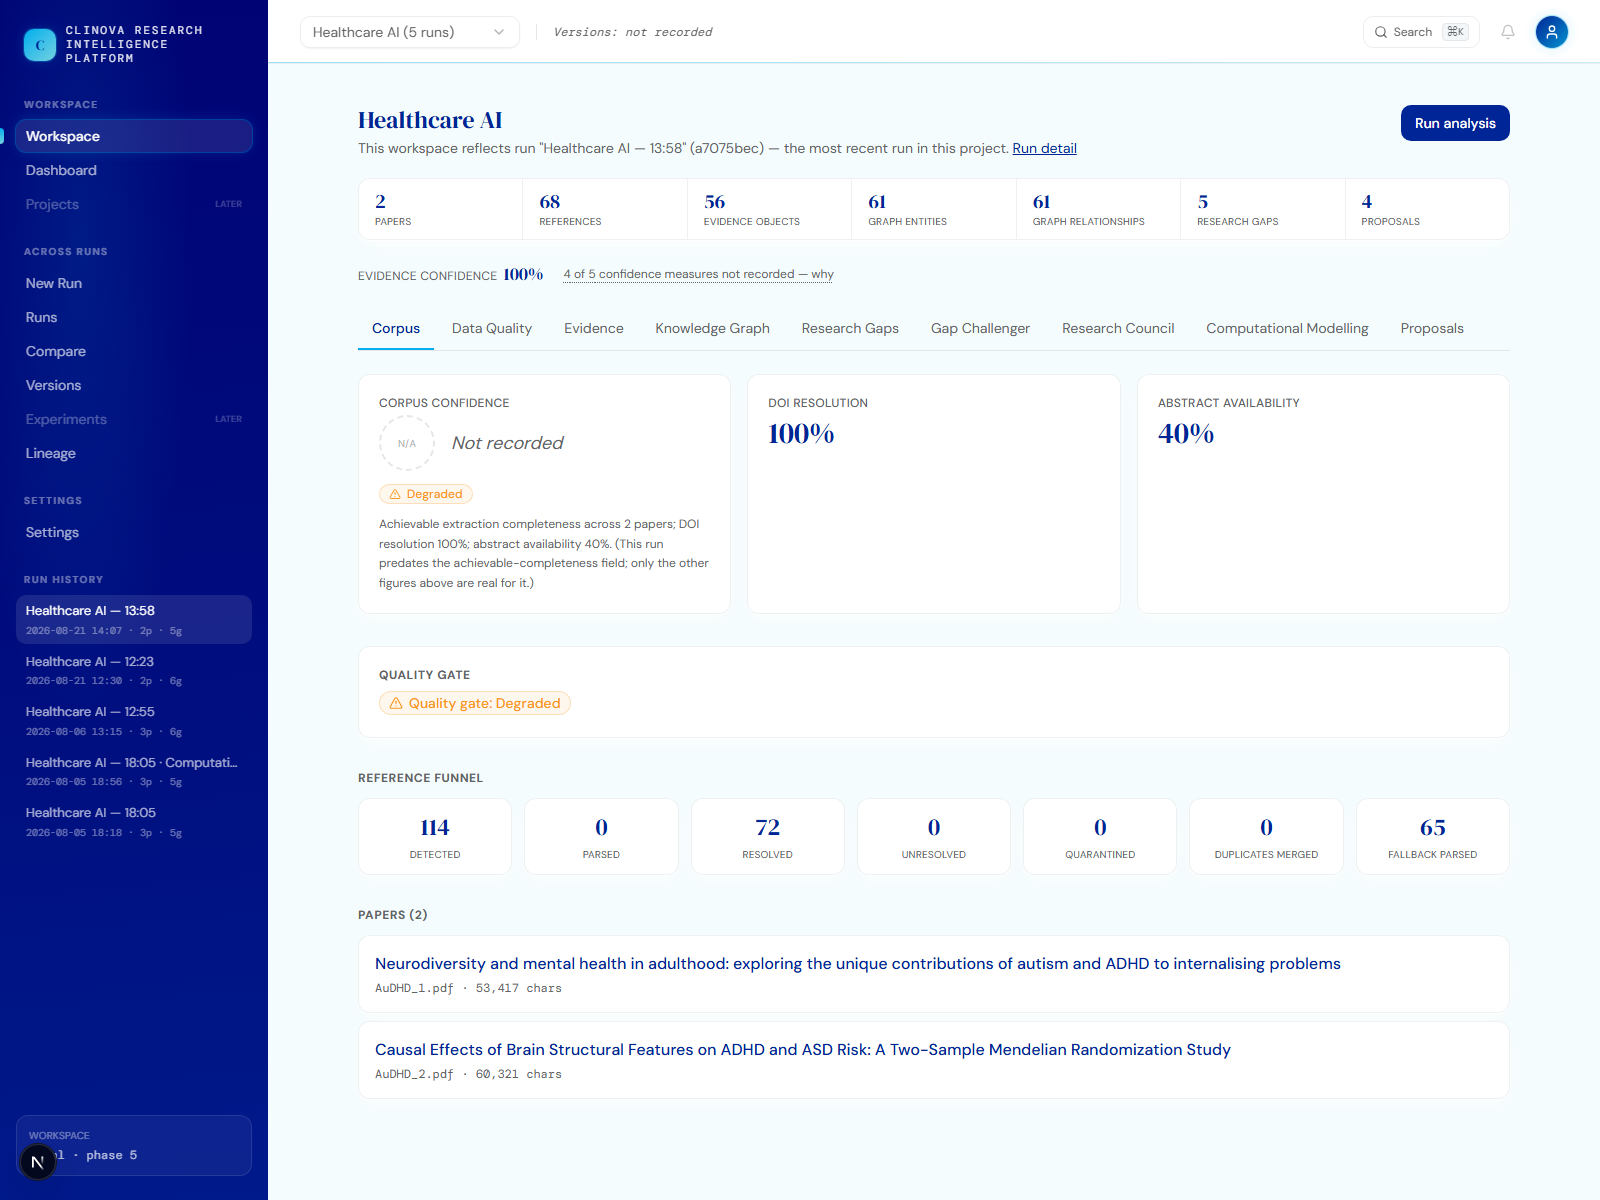 C
CLINOVA RESEARCH
INTELLIGENCE
PLATFORM
WORKSPACE
Workspace
Dashboard
Projects LATER
ACROSS RUNS
New Run
Runs
Compare
Versions
Experiments LATER
Lineage
SETTINGS
Settings
RUN HISTORY
Healthcare AI — 13:58
2026-08-21 14:07 · 2p · 5g
Healthcare AI — 12:23
2026-08-21 12:30 · 2p · 6g
Healthcare AI — 12:55
2026-08-06 13:15 · 3p · 6g
Healthcare AI — 18:05 · Computati...
2026-08-05 18:56 · 3p · 5g
Healthcare AI — 18:05
2026-08-05 18:18 · 3p · 5g
WORKSPACE
· phase 5
N
Healthcare AI (5 runs)
Versions: not recorded
Search ⌘K
Healthcare AI
This workspace reflects run "Healthcare AI — 13:58" (a7075bec) — the most recent run in this project. Run detail
Run analysis
2
PAPERS
68
REFERENCES
56
EVIDENCE OBJECTS
61
GRAPH ENTITIES
61
GRAPH RELATIONSHIPS
5
RESEARCH GAPS
4
PROPOSALS
EVIDENCE CONFIDENCE 100% 4 of 5 confidence measures not recorded — why
Corpus Data Quality Evidence Knowledge Graph Research Gaps Gap Challenger Research Council Computational Modelling Proposals
CORPUS CONFIDENCE
N/A Not recorded
Degraded
Achievable extraction completeness across 2 papers; DOI
resolution 100%; abstract availability 40%. (This run
predates the achievable-completeness field; only the other
figures above are real for it.)
DOI RESOLUTION
100%
ABSTRACT AVAILABILITY
40%
QUALITY GATE
Quality gate: Degraded
REFERENCE FUNNEL
114
DETECTED
0
PARSED
72
RESOLVED
0
UNRESOLVED
0
QUARANTINED
0
DUPLICATES MERGED
65
FALLBACK PARSED
PAPERS (2)
Neurodiversity and mental health in adulthood: exploring the unique contributions of autism and ADHD to internalising problems
AuDHD_1.pdf · 53,417 chars
Causal Effects of Brain Structural Features on ADHD and ASD Risk: A Two-Sample Mendelian Randomization Study
AuDHD_2.pdf · 60,321 chars